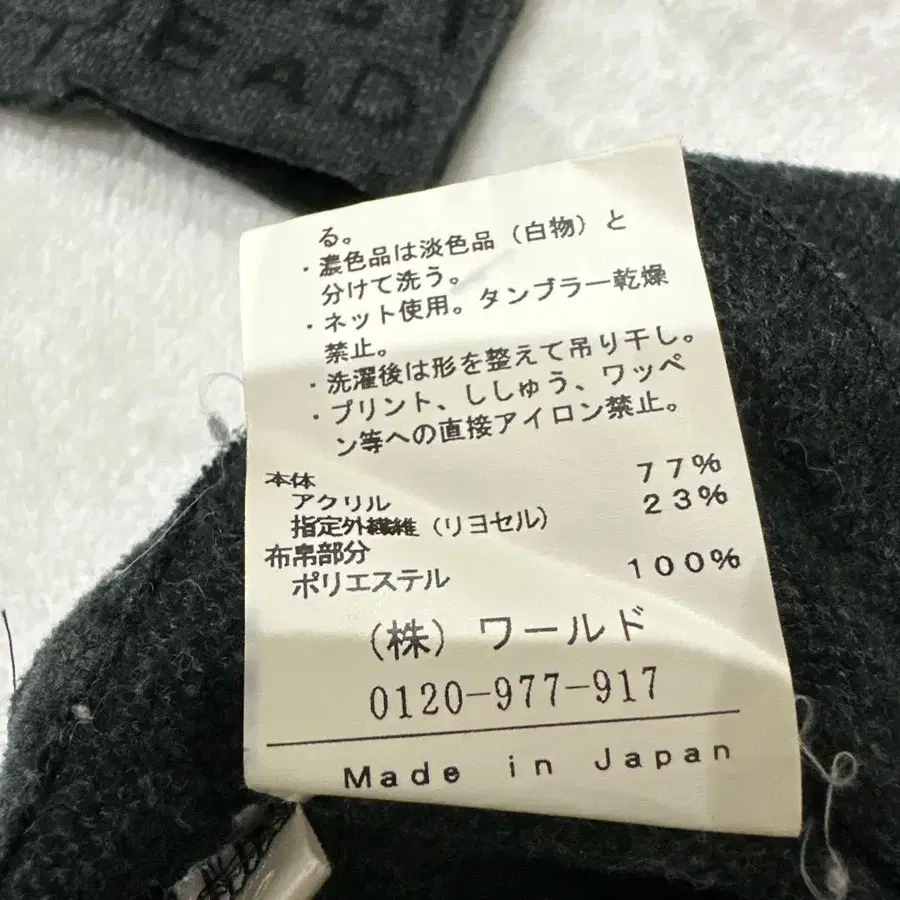 EAD
る。
・濃色品は淡色品（白物）と
分けて洗う。
・ネット使用。タンブラー乾燥
禁止。
・洗濯後は形を整えて吊り干し。
・プリント、ししゅう、ワッペ
ン等への直接アイロン禁止。
本体
アクリル 77%
指定外繊維（リヨセル） 23%
布帛部分
ポリエステル 100%
（株）ワールド
0120-977-917
Made in Japan